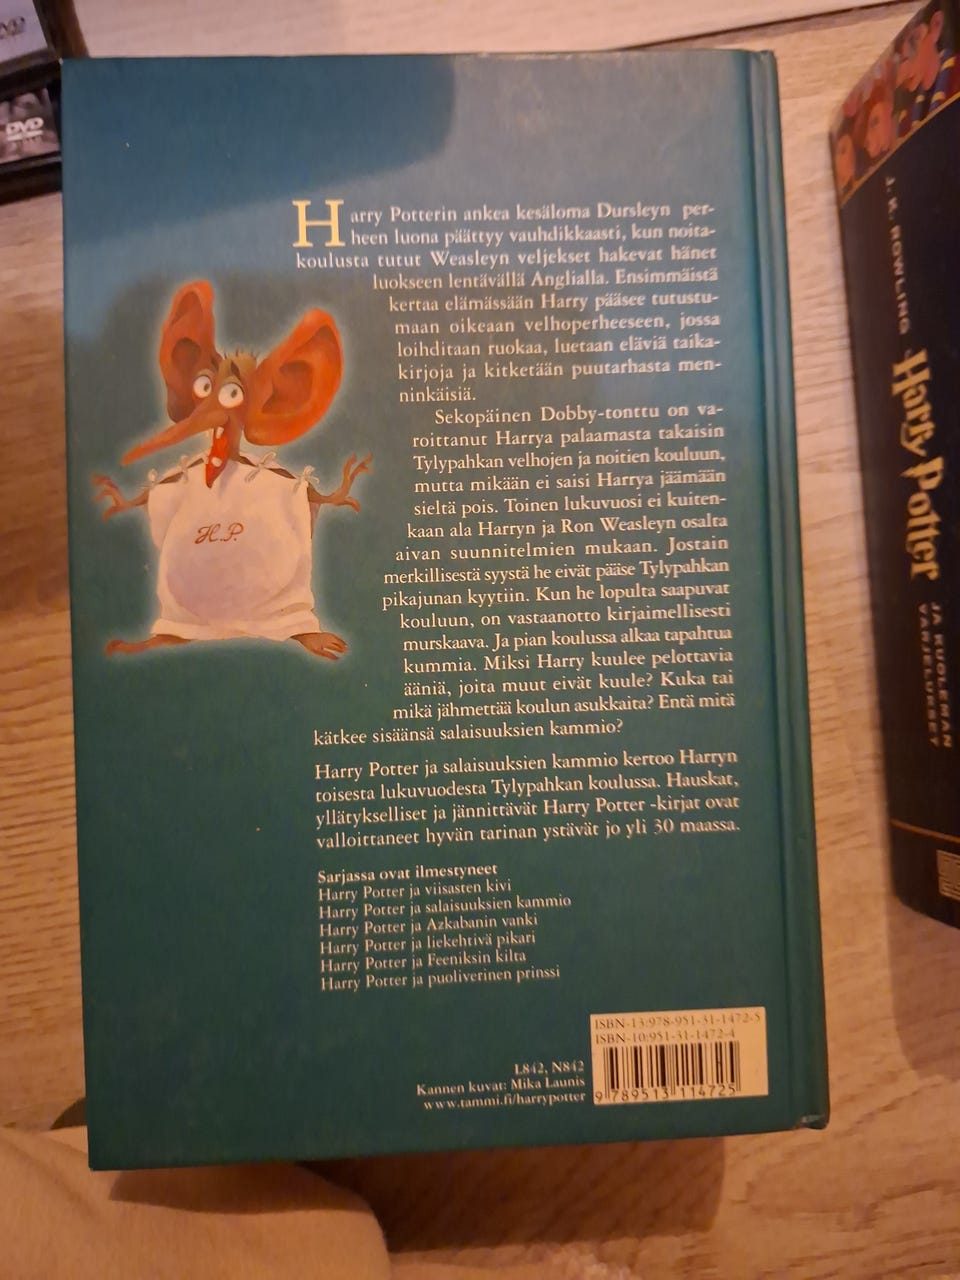 DVD
Harry Potterin ankea kesäloma Dursleyn per-
heen luona päättyy vauhdikkaasti, kun noita-
koulusta tutut Weasleyn veljekset hakevat hänet
luokseen lentävällä Anglialla. Ensimmäistä
kertaa elämässään Harry pääsee tutustu-
maan oikeaan velhoperheeseen, jossa
loihditaan ruokaa, luetaan eläviä taika-
kirjoja ja kitketään puutarhasta men-
ninkäisiä.
Sekopäinen Dobby-tonttu on va-
roittanut Harrya palaamasta takaisin
Tylypahkan velhojen ja noitien kouluun,
mutta mikään ei saisi Harrya jäämään
sieltä pois. Toinen lukuvuosi ei kuiten-
kaan ala Harryn ja Ron Weasleyn osalta
aivan suunnitelmien mukaan. Jostain
merkillisestä syystä he eivät pääse Tylypahkan
pikajunan kyytiin. Kun he lopulta saapuvat
kouluun, on vastaanotto kirjaimellisesti
murskaava. Ja pian koulussa alkaa tapahtua
kummia. Miksi Harry kuulee pelottavia
ääniä, joita muut eivät kuule? Kuka tai
mikä jähmettää koulun asukkaita? Entä mitä
kätkee sisäänsä salaisuuksien kammio?
H.P.
Harry Potter ja salaisuuksien kammio kertoo Harryn
toisesta lukuvuodesta Tylypahkan koulussa. Hauskat,
yllätykselliset ja jännittävät Harry Potter -kirjat ovat
valloittaneet hyvän tarinan ystävät jo yli 30 maassa.
Sarjassa ovat ilmestyneet
Harry Potter ja viisasten kivi
Harry Potter ja salaisuuksien kammio
Harry Potter ja Azkabanin vanki
Harry Potter ja liekehtivä pikari
Harry Potter ja Feeniksin kilta
Harry Potter ja puoliverinen prinssi
L842, N842
Kannen kuvat: Mika Launis
www.tammi.fi/harrypotter
ISBN-13:978-951-31-1472-5
ISBN-10:951-31-1472-4
9 789513 114725
J. K. ROWLING
Harry Potter
JA KUOLEMAN
VARJELUKSET